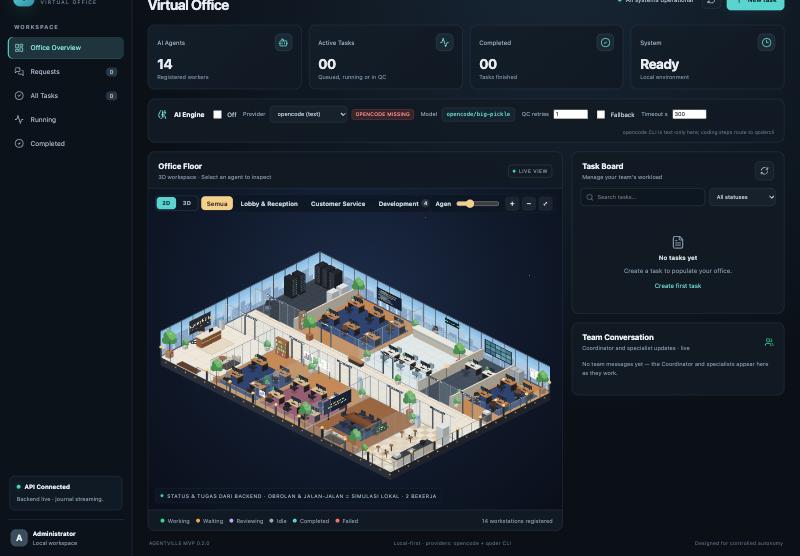 VIRTUAL OFFICE
Virtual Office
All systems operational
New task
WORKSPACE
Office Overview
Requests 0
All Tasks 0
Running
Completed
AI Agents
14
Registered workers
Active Tasks
00
Queued, running or in QC
Completed
00
Tasks finished
System
Ready
Local environment
AI Engine Off Provider opencode (text) OPENCODE MISSING Model opencode/big-pickle QC retries 1 Fallback Timeout s 300
opencode CLI is text-only here; coding steps route to qodercli
Office Floor
3D workspace · Select an agent to inspect
LIVE VIEW
2D 3D Semua Lobby & Reception Customer Service Development 4 Agen + −
STATUS & TUGAS DARI BACKEND · OBROLAN & JALAN-JALAN = SIMULASI LOKAL · 2 BEKERJA
Working Waiting Reviewing Idle Completed Failed 14 workstations registered
Task Board
Manage your team's workload
Search tasks... All statuses
No tasks yet
Create a task to populate your office.
Create first task
Team Conversation
Coordinator and specialist updates · live
No team messages yet — the Coordinator and specialists appear here
as they work.
API Connected
Backend live · journal streaming.
A Administrator
Local workspace
AGENTVILLE MVP 0.2.0 Local-first · providers: opencode + qoder CLI Designed for controlled autonomy